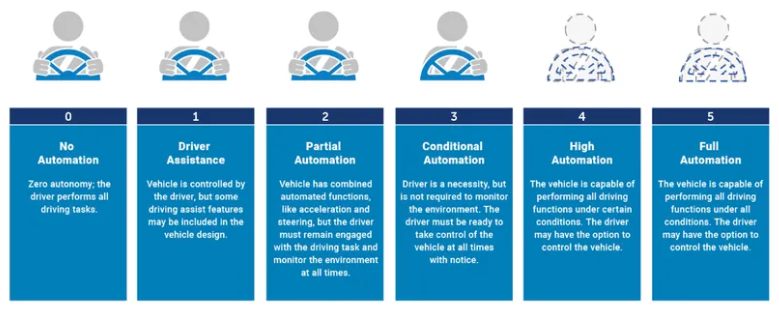 0
No
Automation
Zero autonomy; the
driver performs all
driving tasks.
1
Driver
Assistance
Vehicle is controlled by
the driver, but some
driving assist features
may be included in the
vehicle design.
2
Partial
Automation
Vehicle has combined
automated functions,
like acceleration and
steering, but the driver
must remain engaged
with the driving task and
monitor the environment
at all times.
3
Conditional
Automation
Driver is a necessity, but
is not required to monitor
the environment. The
driver must be ready to
take control of the
vehicle at all times
with notice.
4
High
Automation
The vehicle is capable of
performing all driving
functions under certain
conditions. The driver
may have the option to
control the vehicle.
5
Full
Automation
The vehicle is capable of
performing all driving
functions under all
conditions. The driver
may have the option to
control the vehicle.